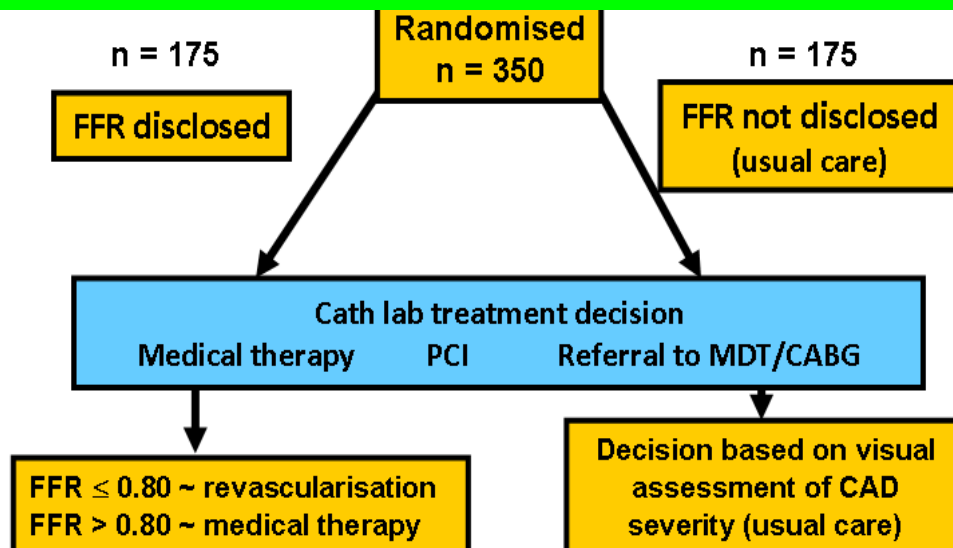 Randomised
n = 350
n = 175
FFR disclosed
n = 175
FFR not disclosed
(usual care)
Cath lab treatment decision
Medical therapy PCI Referral to MDT/CABG
FFR ≤ 0.80 ~ revascularisation
FFR > 0.80 ~ medical therapy
Decision based on visual
assessment of CAD
severity (usual care)